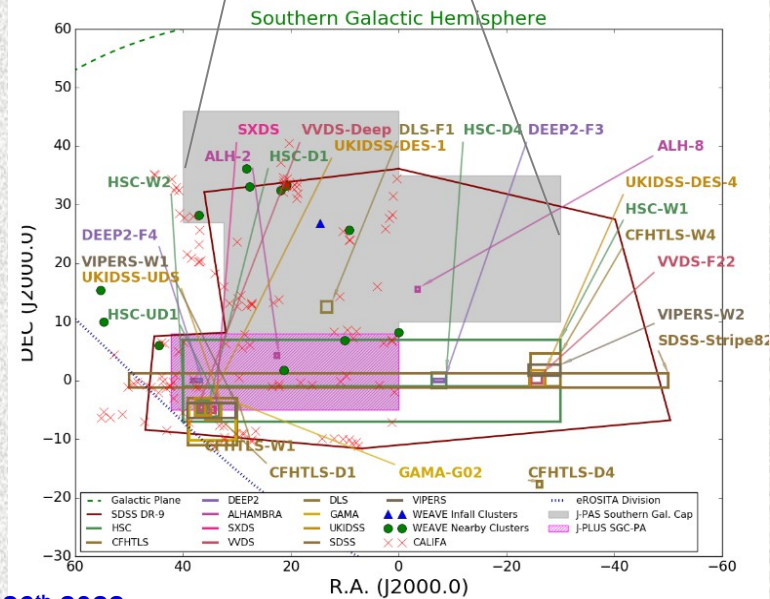 Southern Galactic Hemisphere
60
50
40
30
20
10
0
−10
−20
−30
DEC (J2000.0)
SXDS VVDS-Deep DLS-F1 HSC-D4 DEEP2-F3
UKIDSS-DES-1 ALH-8
ALH-2 HSC-D1
HSC-W2 UKIDSS-DES-4
HSC-W1
DEEP2-F4 CFHTLS-W4
VIPERS-W1 VVDS-F22
UKIDSS-UDS
HSC-UD1 VIPERS-W2
SDSS-Stripe82
CFHTLS-W1
CFHTLS-D1 GAMA-G02 CFHTLS-D4
Galactic Plane DEEP2 DLS VIPERS eROSITA Division
SDSS DR-9 ALHAMBRA GAMA WEAVE Infall Clusters J-PAS Southern Gal. Cap
HSC SXDS UKIDSS WEAVE Nearby Clusters J-PLUS SGC-PA
CFHTLS VVDS SDSS CALIFA
60 40 20 0 −20 −40 −60
R.A. (J2000.0)